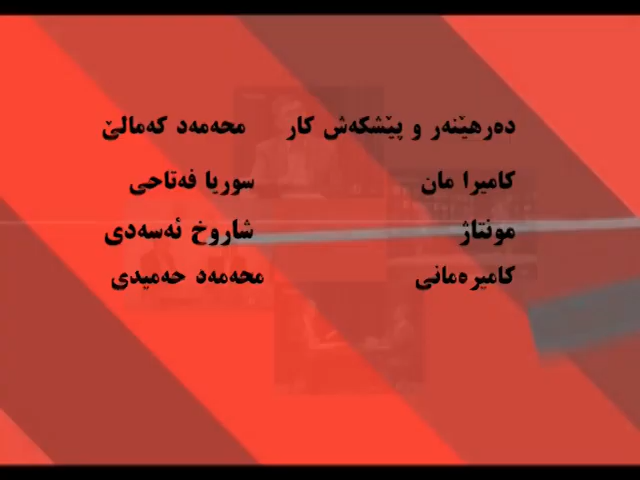 دەرهێنەر و پێشکەش کار محەمەد کەمالێ
کامیرا مان سوریا فەتاحی
مونتاژ شاروخ ئەسەدی
کامیرەمانی محەمەد حەمیدی